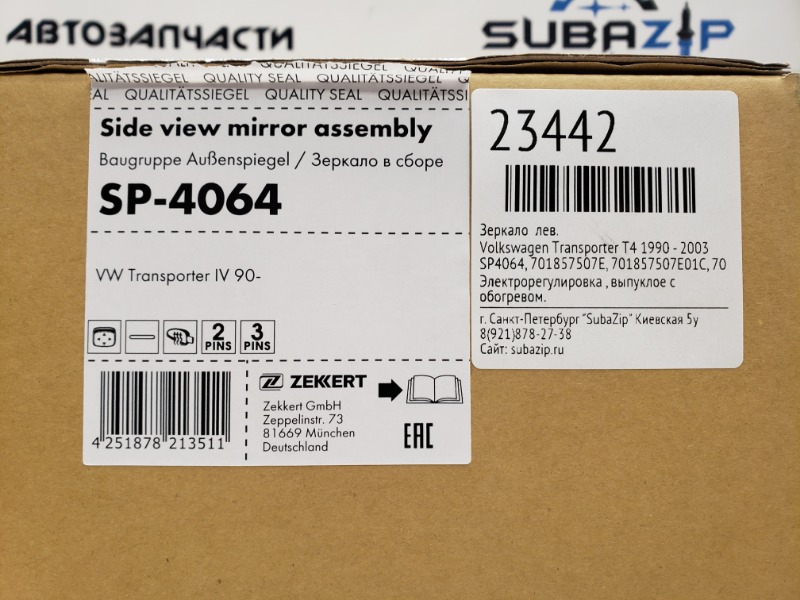 АВТОЗАПЧАСТИ
SUBAZIP
QUALITÄTSSIEGEL QUALITY SEAL QUALITÄTSSIEGEL
QUALITÄTSSIEGEL QUALITY SEAL QUALITÄTSSI
Side view mirror assembly
Baugruppe Außenspiegel / Зеркало в сборе
SP-4064
VW Transporter IV 90-
2 PINS
3 PINS
4 251878 213511
ZEKKERT
Zekkert GmbH
Zeppelinstr. 73
81669 München
Deutschland
EAC
23442
Зеркало лев.
Volkswagen Transporter T4 1990 - 2003
SP4064, 701857507E, 701857507E01C, 70
Электрорегулировка , выпуклое с
обогревом.
г. Санкт-Петербург "SubaZip" Киевская 5у
8(921)878-27-38
Сайт: subazip.ru